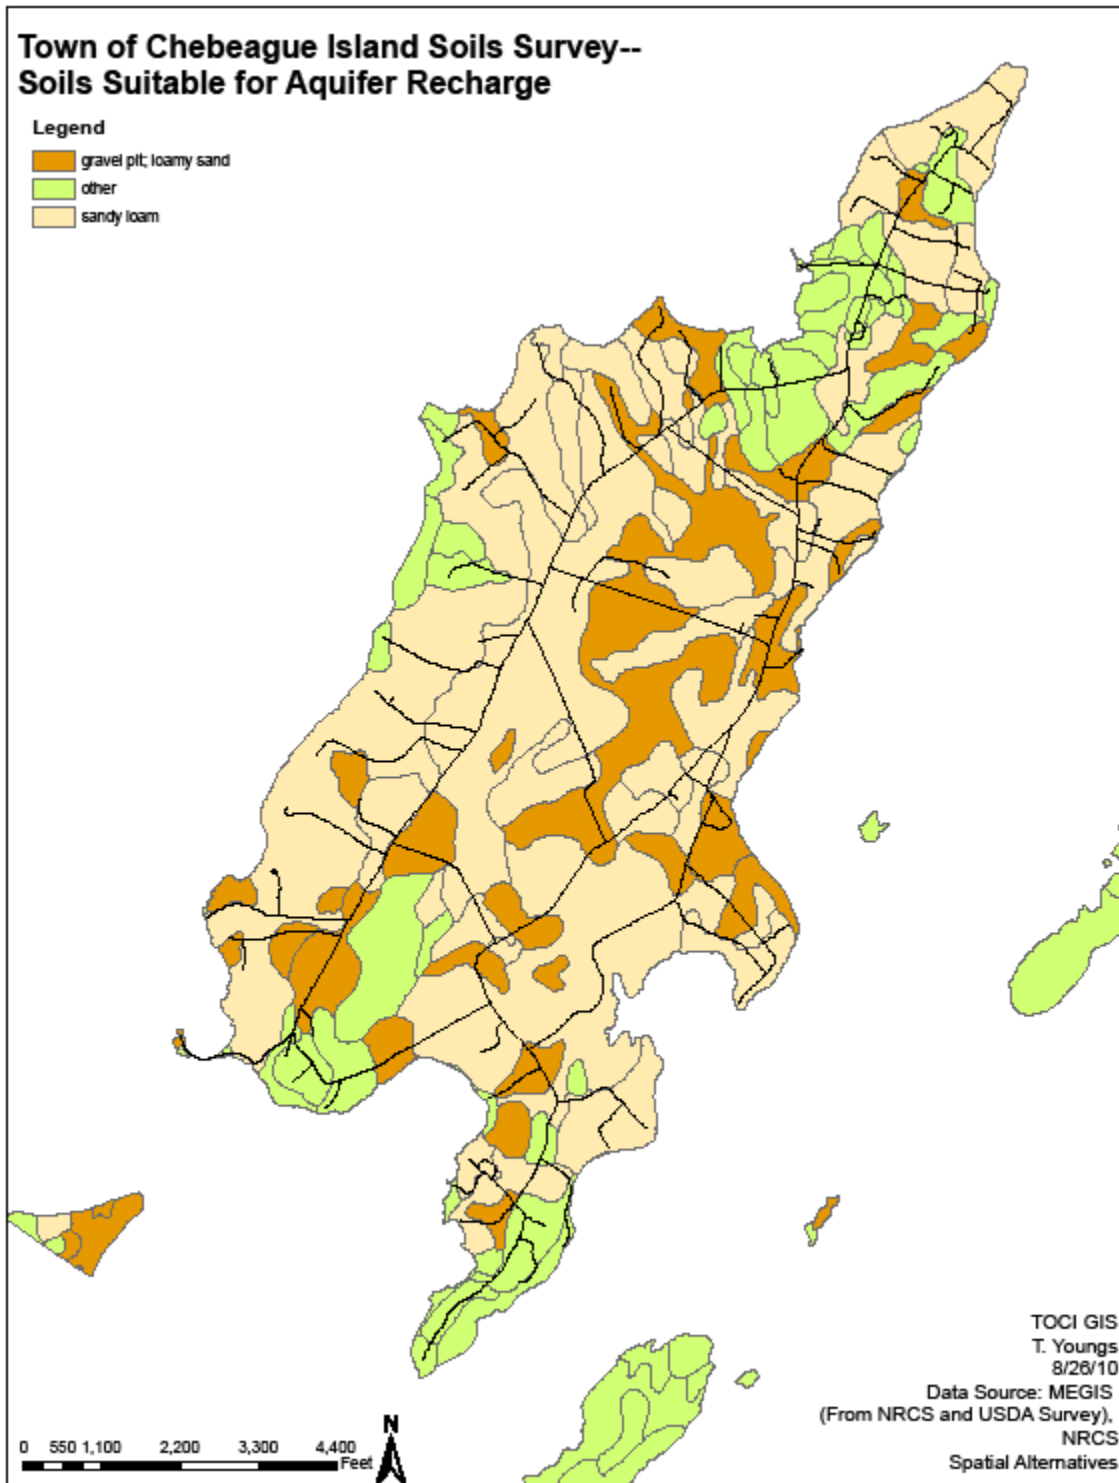 Town of Chebeague Island Soils Survey--
Soils Suitable for Aquifer Recharge
Legend
gravel pit; loamy sand
other
sandy loam
TOCI GIS
T. Youngs
8/26/10
Data Source: MEGIS
(From NRCS and USDA Survey),
NRCS
Spatial Alternatives
N
0 550 1,100 2,200 3,300 4,400
Feet